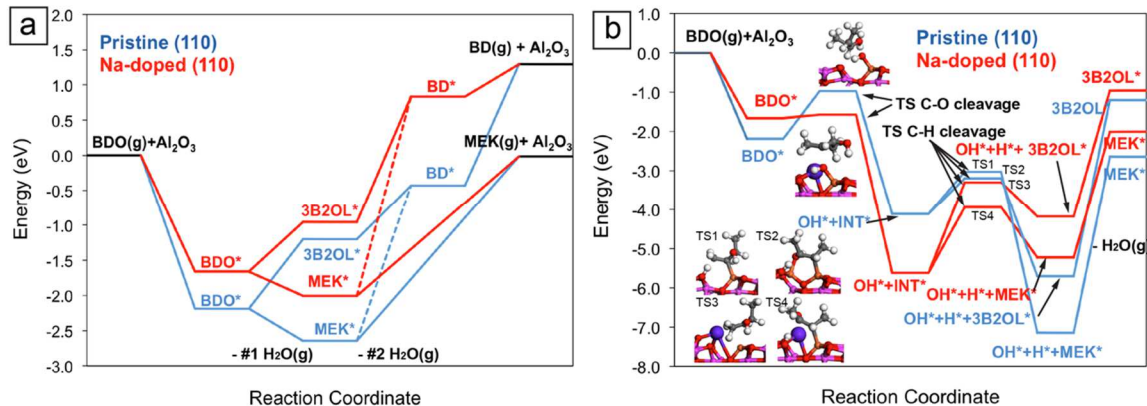 a
Pristine (110)
Na-doped (110)
BD(g) + Al₂O₃
BD*
BDO(g)+Al₂O₃
MEK(g) + Al₂O₃
BD*
3B2OL*
3B2OL*
BDO*
MEK*
BDO*
MEK*
- #1 H₂O(g)
- #2 H₂O(g)
2.0
1.5
1.0
0.5
0.0
-0.5
-1.0
-1.5
-2.0
-2.5
-3.0
Energy (eV)
Reaction Coordinate
b
BDO(g)+Al₂O₃
Pristine (110)
Na-doped (110)
3B2OL*
3B2OL
BDO*
TS C-O cleavage
TS C-H cleavage
BDO*
OH*+H*+ 3B2OL*
MEK*
MEK*
TS1
TS2
TS3
TS4
OH*+INT*
- H₂O(g)
TS1
TS2
OH*+INT*
OH*+H*+MEK*
TS3
TS4
OH*+H*+3B2OL*
OH*+H*+MEK*
1.0
0.0
-1.0
-2.0
-3.0
-4.0
-5.0
-6.0
-7.0
-8.0
Energy (eV)
Reaction Coordinate